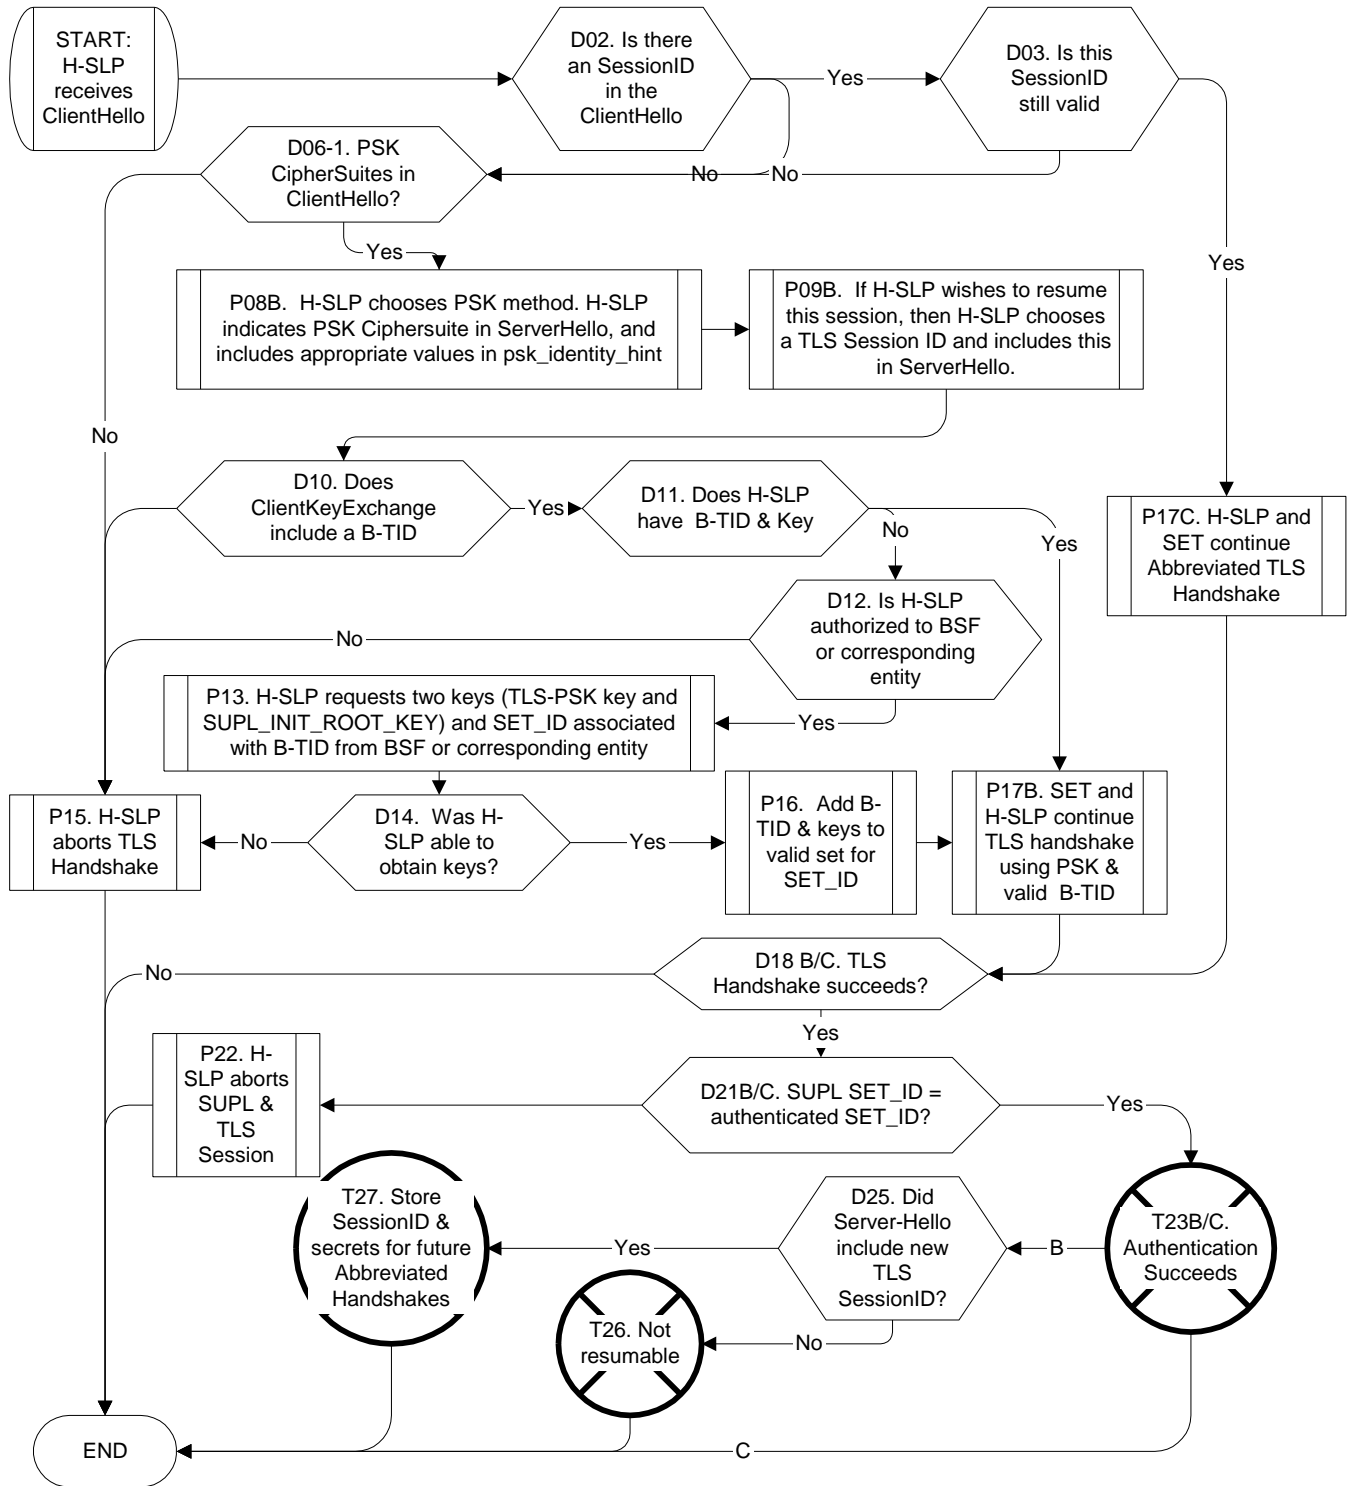 START:
H-SLP
receives
ClientHello
D02. Is there
an SessionID
in the
ClientHello
Yes
D03. Is this
SessionID
still valid
D06-1. PSK
CipherSuites in
ClientHello?
No
No
Yes
Yes
P08B.  H-SLP chooses PSK method. H-SLP
indicates PSK Ciphersuite in ServerHello, and
includes appropriate values in psk_identity_hint
P09B.  If H-SLP wishes to resume
this session, then H-SLP chooses
a TLS Session ID and includes this
in ServerHello.
No
D10. Does
ClientKeyExchange
include a B-TID
Yes
D11. Does H-SLP
have  B-TID & Key
No
Yes
P17C. H-SLP and
SET continue
Abbreviated TLS
Handshake
D12. Is H-SLP
authorized to BSF
or corresponding
entity
No
Yes
P13. H-SLP requests two keys (TLS-PSK key and
SUPL_INIT_ROOT_KEY) and SET_ID associated
with B-TID from BSF or corresponding entity
P15. H-SLP
aborts TLS
Handshake
No
D14.  Was H-
SLP able to
obtain keys?
Yes
P16.  Add B-
TID & keys to
valid set for
SET_ID
P17B. SET and
H-SLP continue
TLS handshake
using PSK &
valid  B-TID
No
D18 B/C. TLS
Handshake succeeds?
Yes
P22. H-
SLP aborts
SUPL &
TLS
Session
D21B/C. SUPL SET_ID =
authenticated SET_ID?
Yes
T27. Store
SessionID &
secrets for future
Abbreviated
Handshakes
Yes
D25. Did
Server-Hello
include new
TLS
SessionID?
B
T23B/C.
Authentication
Succeeds
T26. Not
resumable
No
END
C